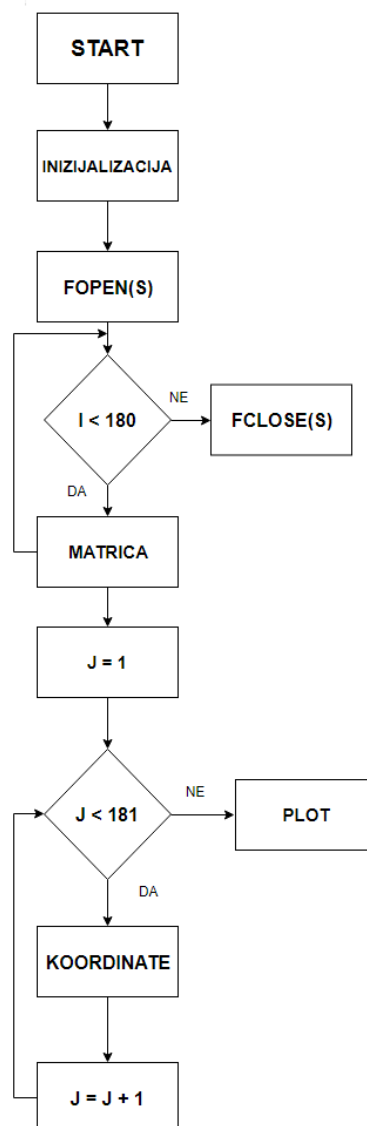 START
INIZIJALIZACIJA
FOPEN(S)
I < 180
NE
FCLOSE(S)
DA
MATRICA
J = 1
J < 181
NE
PLOT
DA
KOORDINATE
J = J + 1